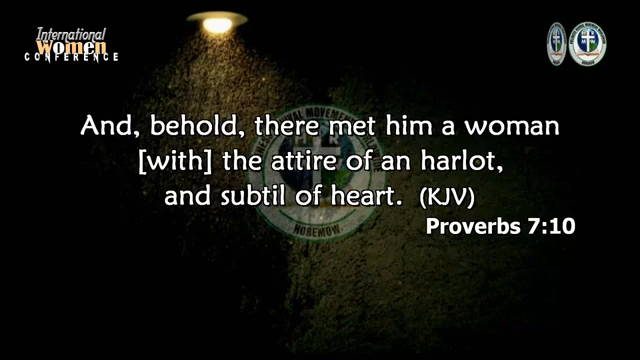 International
Women
CONFERENCE
And, behold, there met him a woman
[with] the attire of an harlot,
and subtil of heart. (KJV)
Proverbs 7:10
HOREMOW